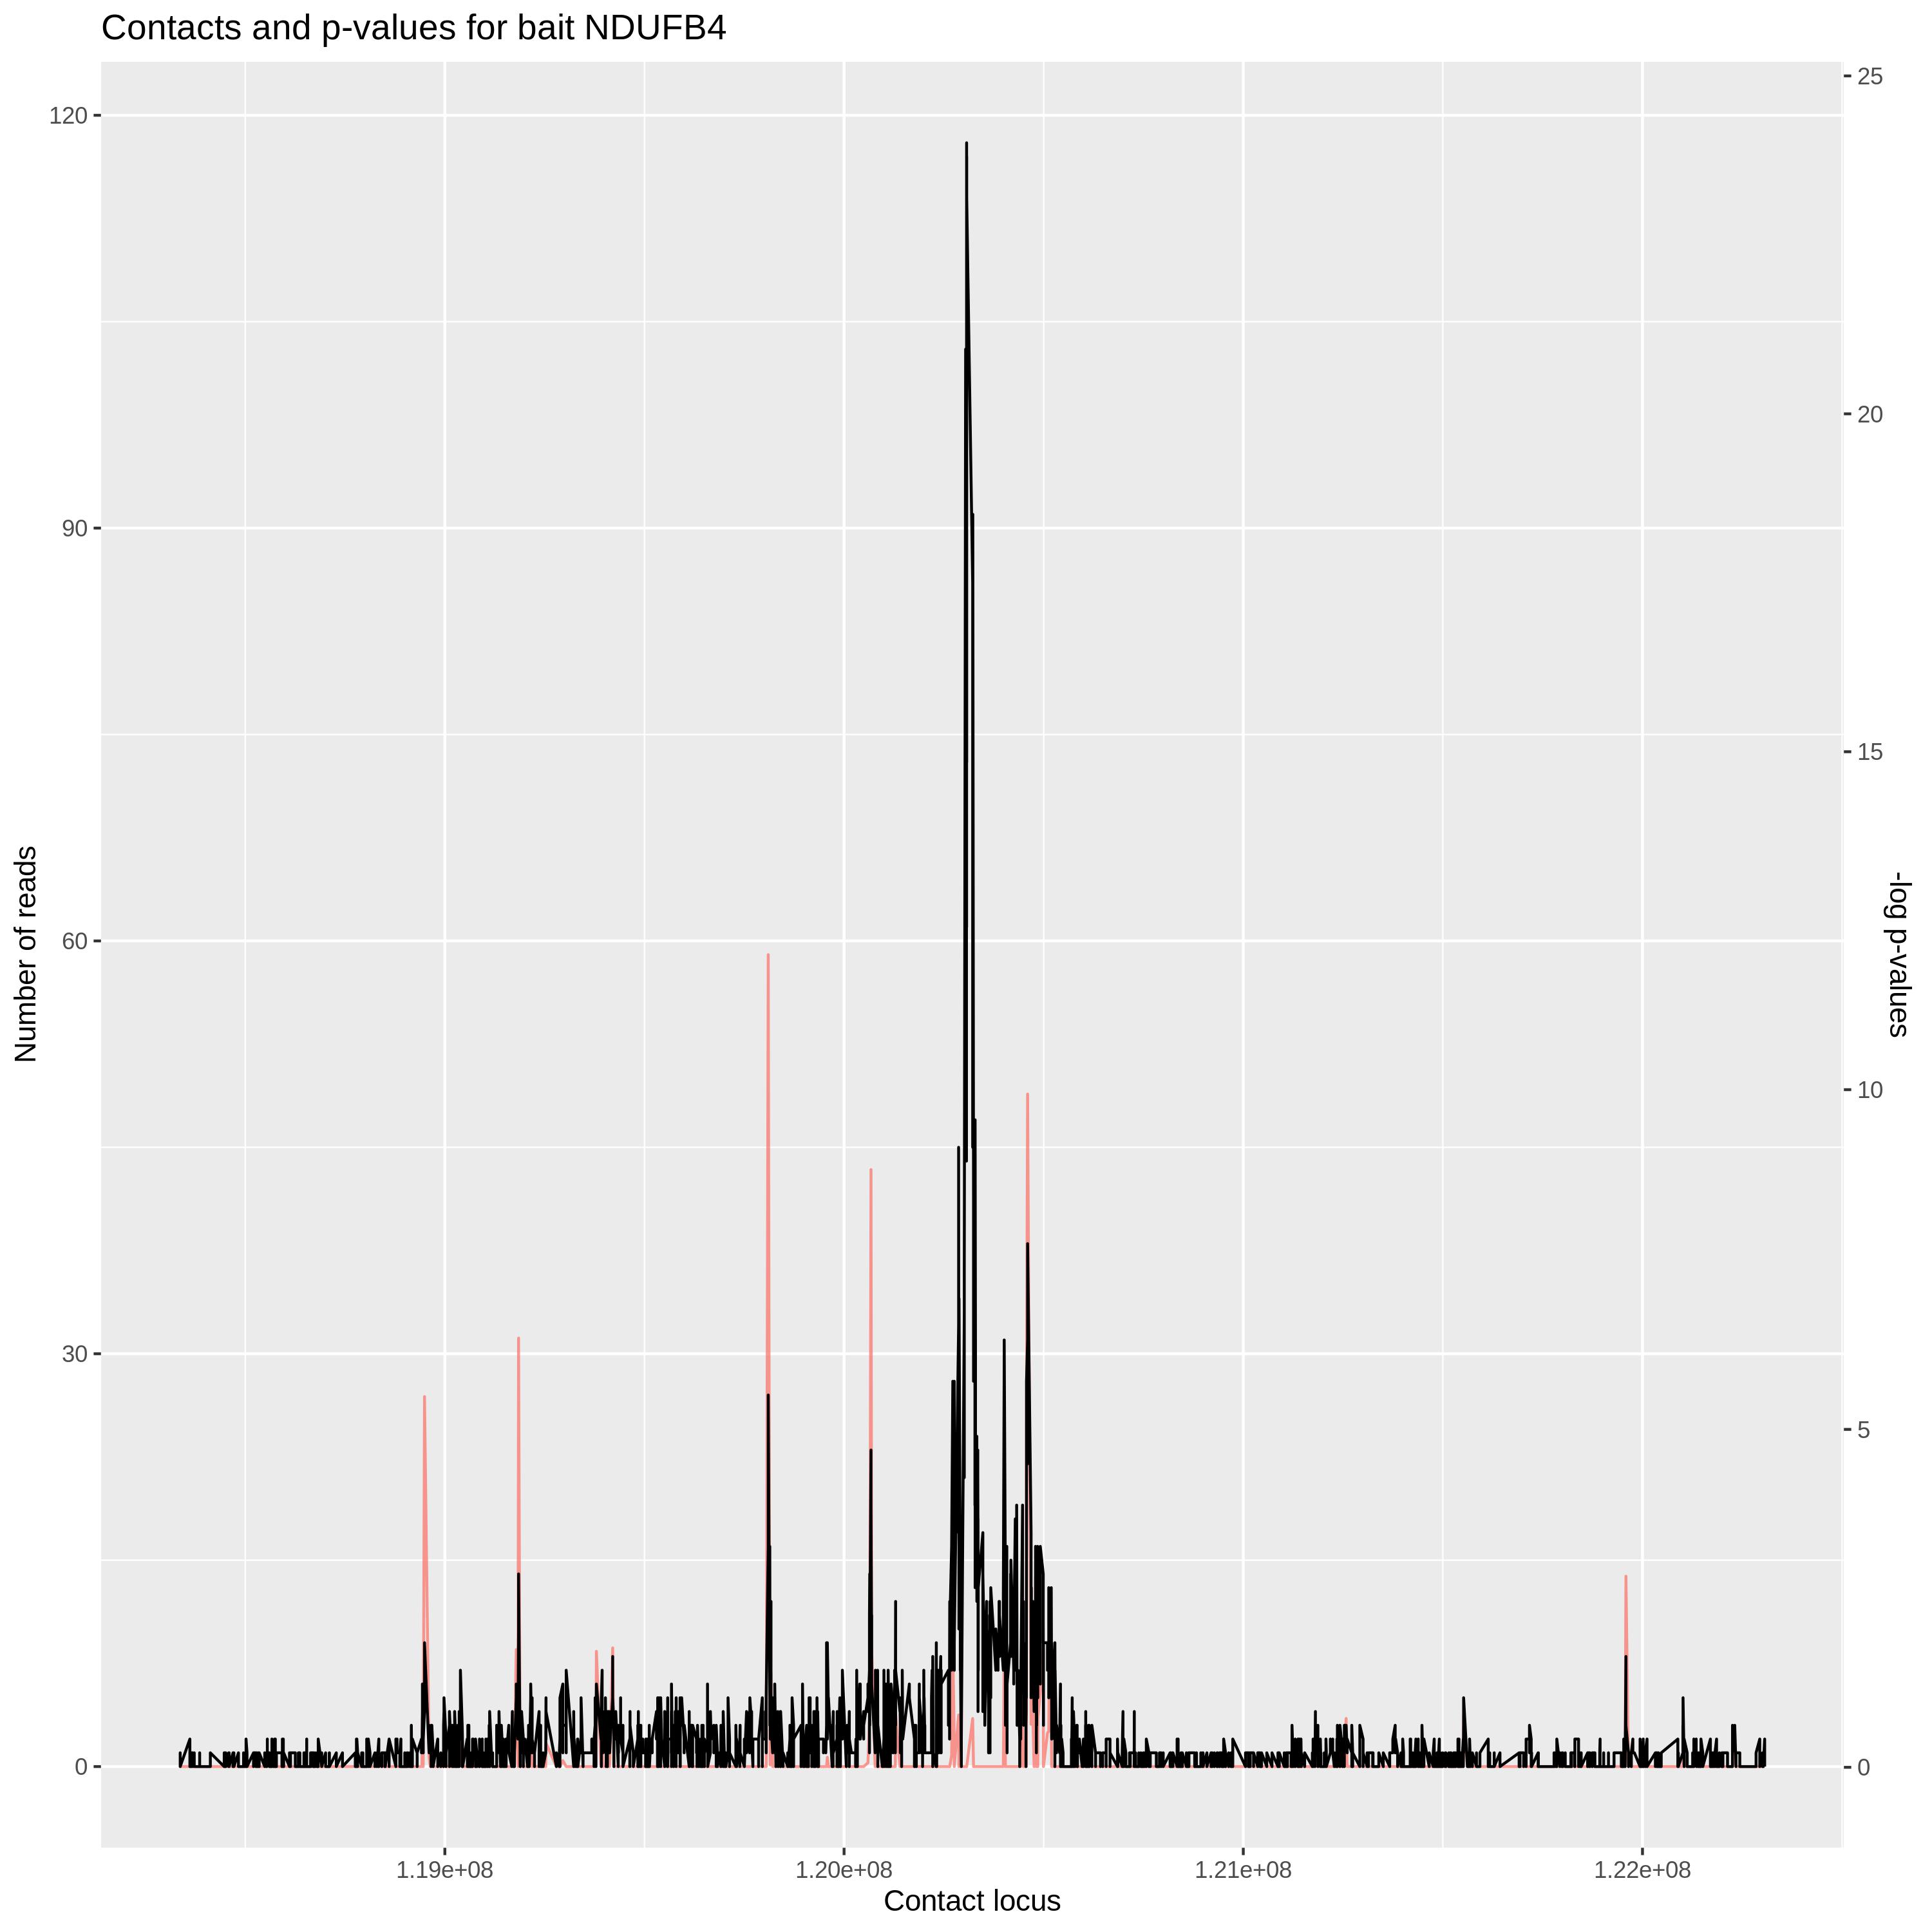 Contacts and p-values for bait NDUFB4
120
90
60
30
0
Number of reads
25
20
15
10
5
0
-log p-values
1.19e+08
1.20e+08
1.21e+08
1.22e+08
Contact locus